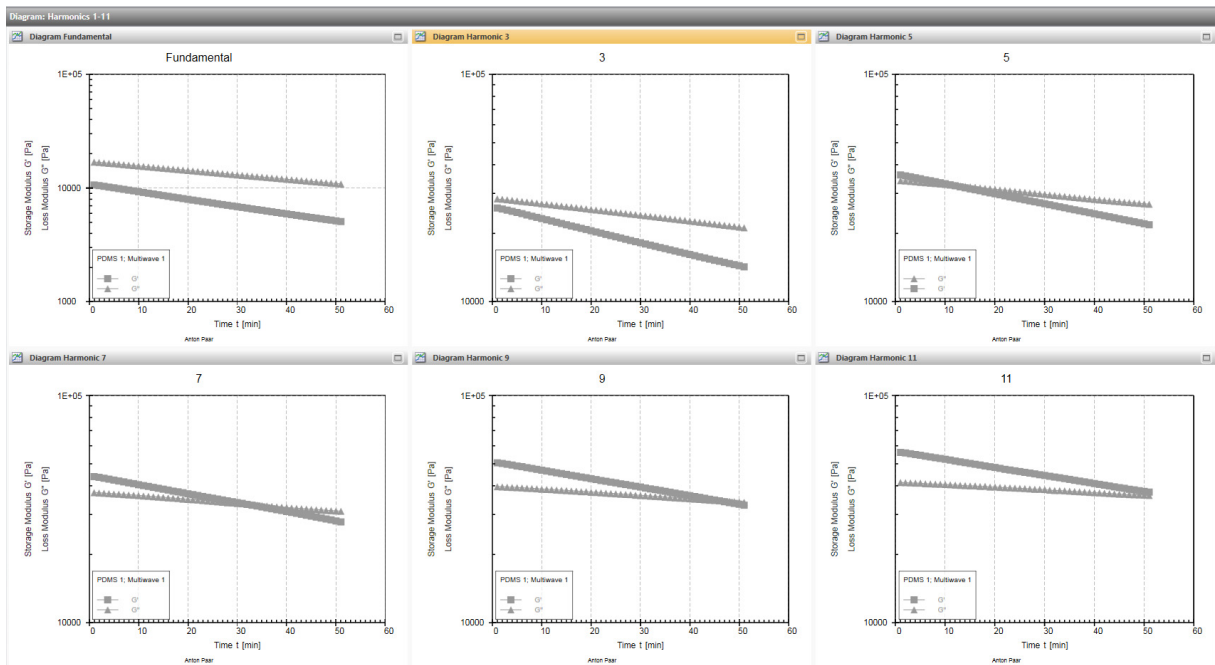 Diagram: Harmonics 1-11
Diagram Fundamental
Fundamental
1E+05
10000
1000
Storage Modulus G' [Pa]
Loss Modulus G" [Pa]
PDMS 1; Multiwave 1
G'
G"
0 10 20 30 40 50 60
Time t [min]
Anton Paar
Diagram Harmonic 3
3
1E+05
10000
Storage Modulus G' [Pa]
Loss Modulus G" [Pa]
PDMS 1; Multiwave 1
G'
G"
0 10 20 30 40 50 60
Time t [min]
Anton Paar
Diagram Harmonic 5
5
1E+05
10000
Storage Modulus G' [Pa]
Loss Modulus G" [Pa]
PDMS 1; Multiwave 1
G"
G'
0 10 20 30 40 50 60
Time t [min]
Anton Paar
Diagram Harmonic 7
7
1E+05
10000
Storage Modulus G' [Pa]
Loss Modulus G" [Pa]
PDMS 1; Multiwave 1
G'
G"
0 10 20 30 40 50 60
Time t [min]
Anton Paar
Diagram Harmonic 9
9
1E+05
10000
Storage Modulus G' [Pa]
Loss Modulus G" [Pa]
PDMS 1; Multiwave 1
G'
G"
0 10 20 30 40 50 60
Time t [min]
Anton Paar
Diagram Harmonic 11
11
1E+05
10000
Storage Modulus G' [Pa]
Loss Modulus G" [Pa]
PDMS 1; Multiwave 1
G'
G"
0 10 20 30 40 50 60
Time t [min]
Anton Paar